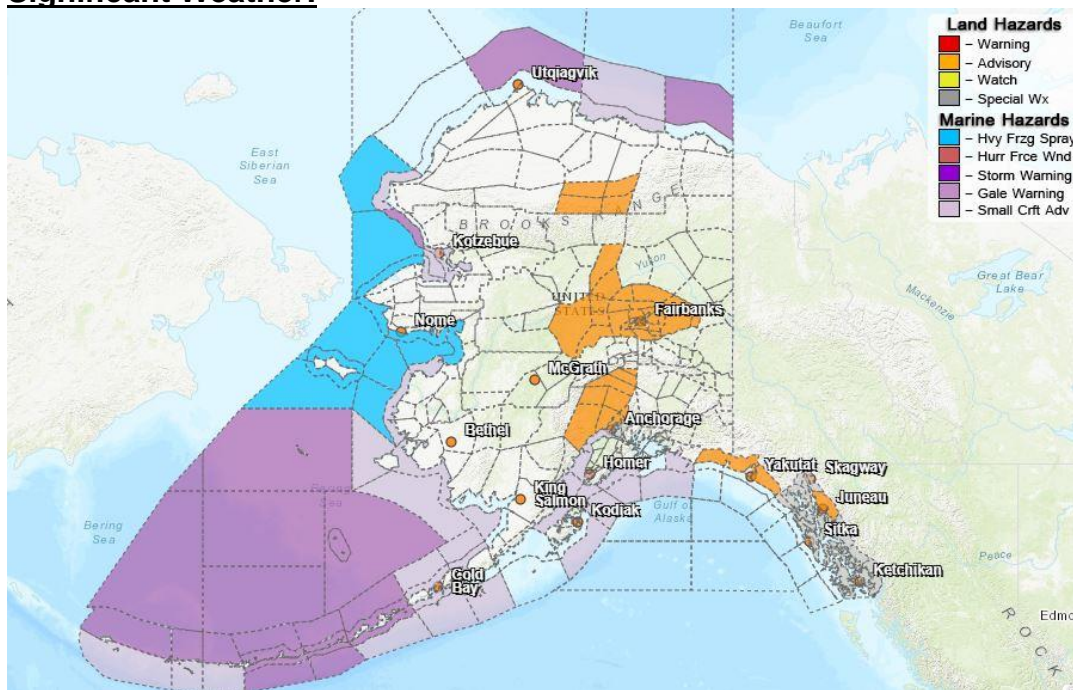 Significant Weather:
Beaufort
Sea
Land Hazards
– Warning
– Advisory
– Watch
– Special Wx
Marine Hazards
– Hvy Frzg Spray
– Hurr Frce Wnd
– Storm Warning
– Gale Warning
– Small Crft Adv
Utqiagvik
East
Siberian
Sea
BROOKS RANGE
Kotzebue
Yukon
Great Bear
Lake
Mackenzie
UNITED
STATES
Fairbanks
Nome
McGrath
Anchorage
Bethel
Homer
Yakutat
Skagway
King
Salmon
Kodiak
Gulf of
Alaska
Juneau
Sitka
Bering
Sea
Peace
Cold
Bay
Ketchikan
Edmo
ROCK